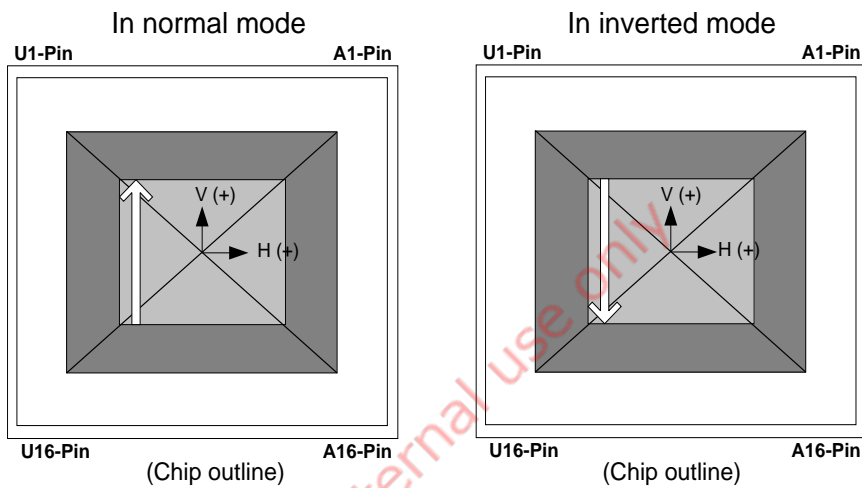 In normal mode
U1-Pin A1-Pin
V (+)
H (+)
U16-Pin A16-Pin
(Chip outline)
In inverted mode
U1-Pin A1-Pin
V (+)
H (+)
U16-Pin A16-Pin
(Chip outline)
ernal use only